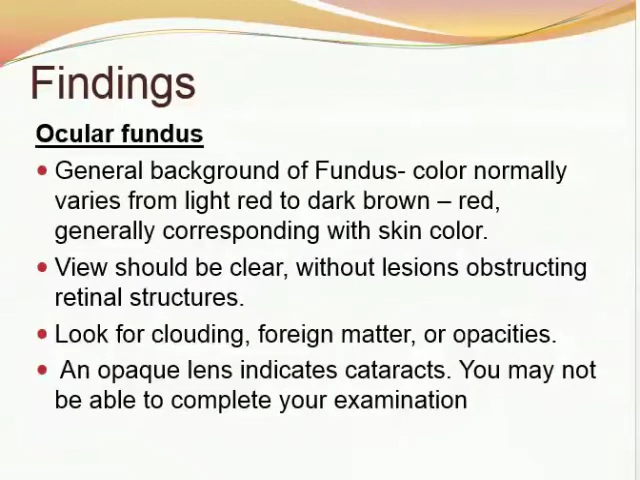 Findings
Ocular fundus
• General background of Fundus- color normally
varies from light red to dark brown – red,
generally corresponding with skin color.
• View should be clear, without lesions obstructing
retinal structures.
• Look for clouding, foreign matter, or opacities.
• An opaque lens indicates cataracts. You may not
be able to complete your examination